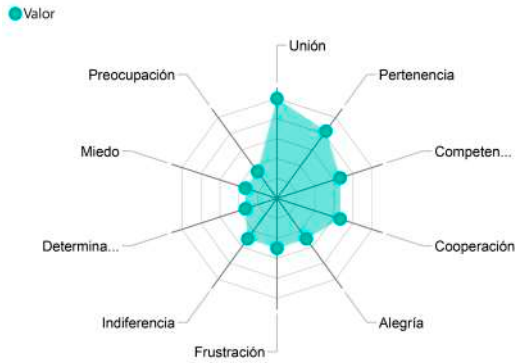 Valor
Unión
Preocupación
Pertenencia
Miedo
Competen...
Determina...
Cooperación
Indiferencia
Alegría
Frustración